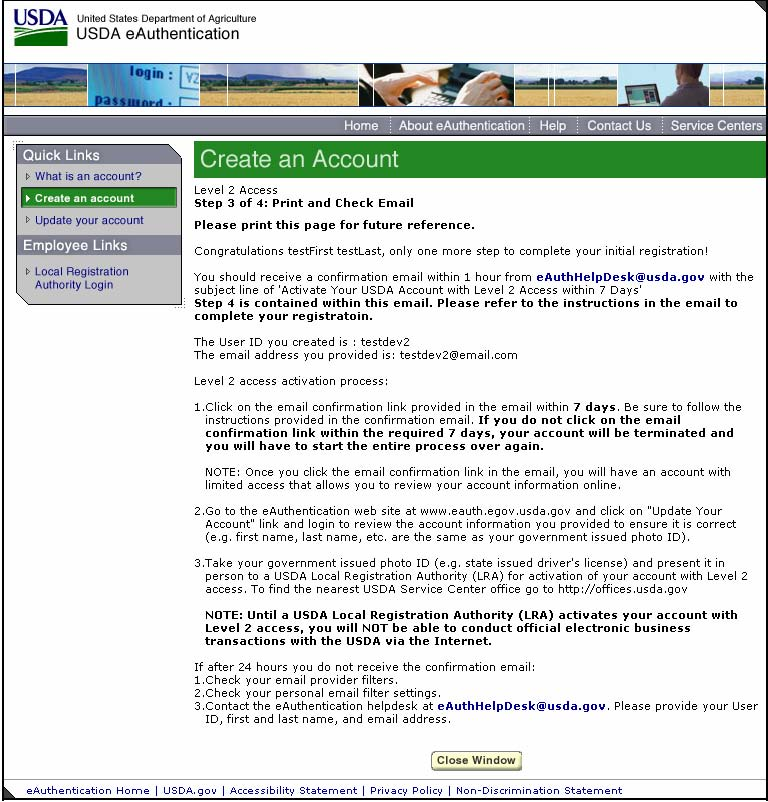 USDA
United States Department of Agriculture
USDA eAuthentication
login :
password:
Home
About eAuthentication
Help
Contact Us
Service Centers
Quick Links
What is an account?
Create an account
Update your account
Employee Links
Local Registration
Authority Login
Create an Account
Level 2 Access
Step 3 of 4: Print and Check Email
Please print this page for future reference.
Congratulations testFirst testLast, only one more step to complete your initial registration!
You should receive a confirmation email within 1 hour from eAuthHelpDesk@usda.gov with the
subject line of 'Activate Your USDA Account with Level 2 Access within 7 Days'
Step 4 is contained within this email. Please refer to the instructions in the email to
complete your registratoin.
The User ID you created is : testdev2
The email address you provided is: testdev2@email.com
Level 2 access activation process:
1.Click on the email confirmation link provided in the email within 7 days. Be sure to follow the
instructions provided in the confirmation email. If you do not click on the email
confirmation link within the required 7 days, your account will be terminated and
you will have to start the entire process over again.
NOTE: Once you click the email confirmation link in the email, you will have an account with
limited access that allows you to review your account information online.
2.Go to the eAuthentication web site at www.eauth.egov.usda.gov and click on "Update Your
Account" link and login to review the account information you provided to ensure it is correct
(e.g. first name, last name, etc. are the same as your government issued photo ID).
3.Take your government issued photo ID (e.g. state issued driver's license) and present it in
person to a USDA Local Registration Authority (LRA) for activation of your account with Level 2
access. To find the nearest USDA Service Center office go to http://offices.usda.gov
NOTE: Until a USDA Local Registration Authority (LRA) activates your account with
Level 2 access, you will NOT be able to conduct official electronic business
transactions with the USDA via the Internet.
If after 24 hours you do not receive the confirmation email:
1.Check your email provider filters.
2.Check your personal email filter settings.
3.Contact the eAuthentication helpdesk at eAuthHelpDesk@usda.gov. Please provide your User
ID, first and last name, and email address.
Close Window
eAuthentication Home | USDA.gov | Accessibility Statement | Privacy Policy | Non-Discrimination Statement